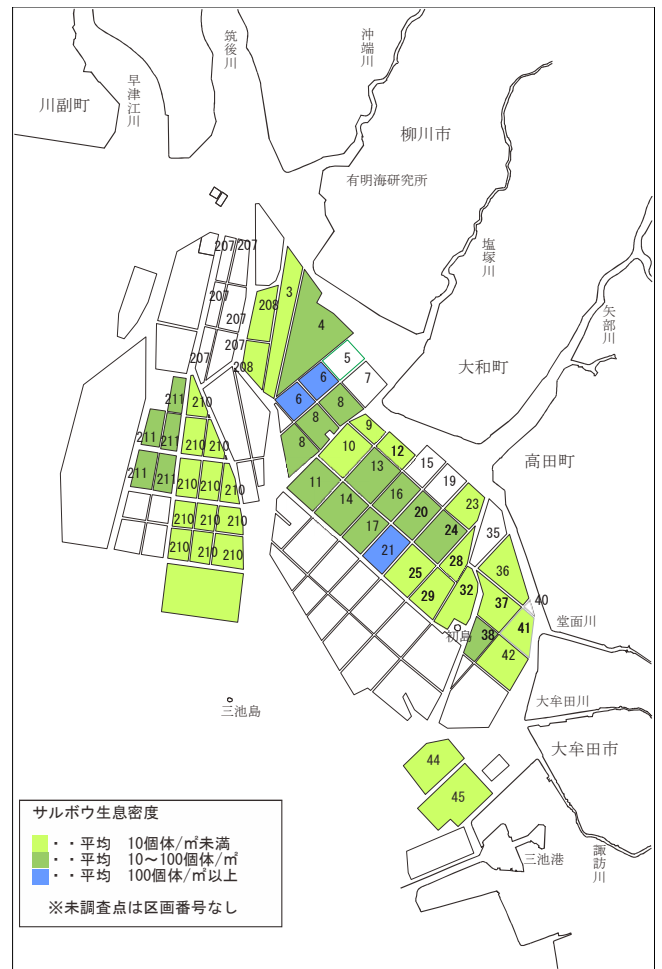 筑後川
沖端川
早津江川
川副町
柳川市
有明海研究所
塩塚川
矢部川
大和町
高田町
207
207
207
207
207
207
208
208
3
4
5
6
6
7
8
8
8
9
10
12
15
19
13
11
14
16
17
20
21
23
24
25
28
29
32
35
36
37
38
40
41
42
211
211
211
211
211
210
210
210
210
210
210
210
210
210
210
210
210
初島
堂面川
三池島
大牟田川
大牟田市
44
45
三池港
諏訪川
サルボウ生息密度
・・平均 10個体/㎡未満
・・平均 10～100個体/㎡
・・平均 100個体/㎡以上
※未調査点は区画番号なし